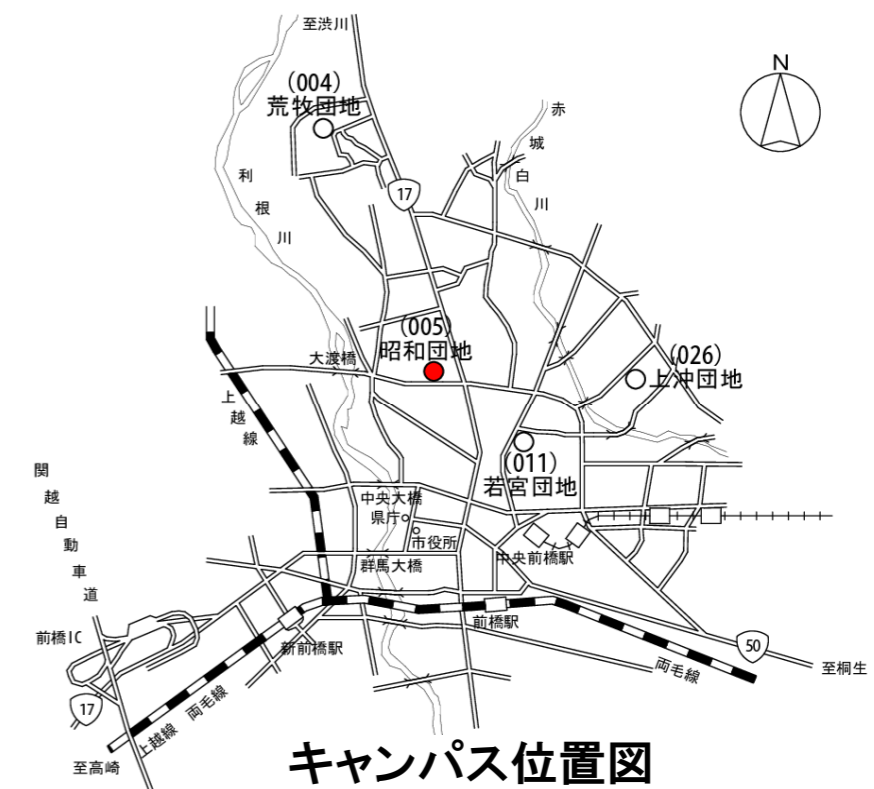 至渋川
(004)
荒牧団地
N
赤城白川
利根川
17
(005)
昭和団地
大渡橋
(026)
上沖団地
上越線
(011)
若宮団地
関越自動車道
中央大橋
県庁
市役所
中央前橋駅
群馬大橋
前橋駅
前橋IC
新前橋駅
50
至桐生
両毛線
17
上越線 両毛線
至高崎
キャンパス位置図